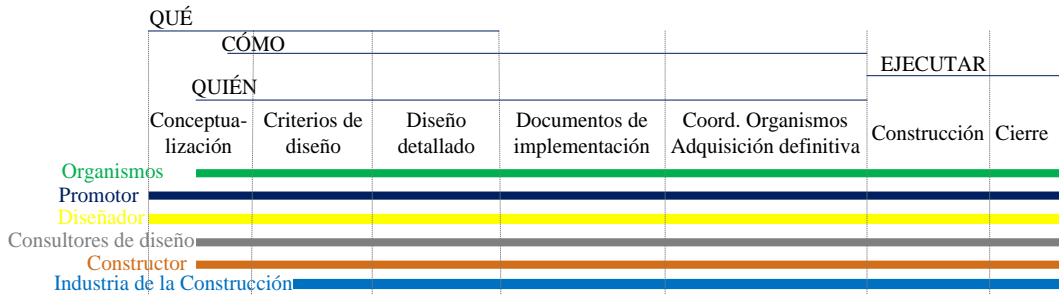 QUÉ
CÓMO
EJECUTAR
QUIÉN
Conceptua-
lización
Criterios de
diseño
Diseño
detallado
Documentos de
implementación
Coord. Organismos
Adquisición definitiva
Construcción
Cierre
Organismos
Promotor
Diseñador
Consultores de diseño
Constructor
Industria de la Construcción